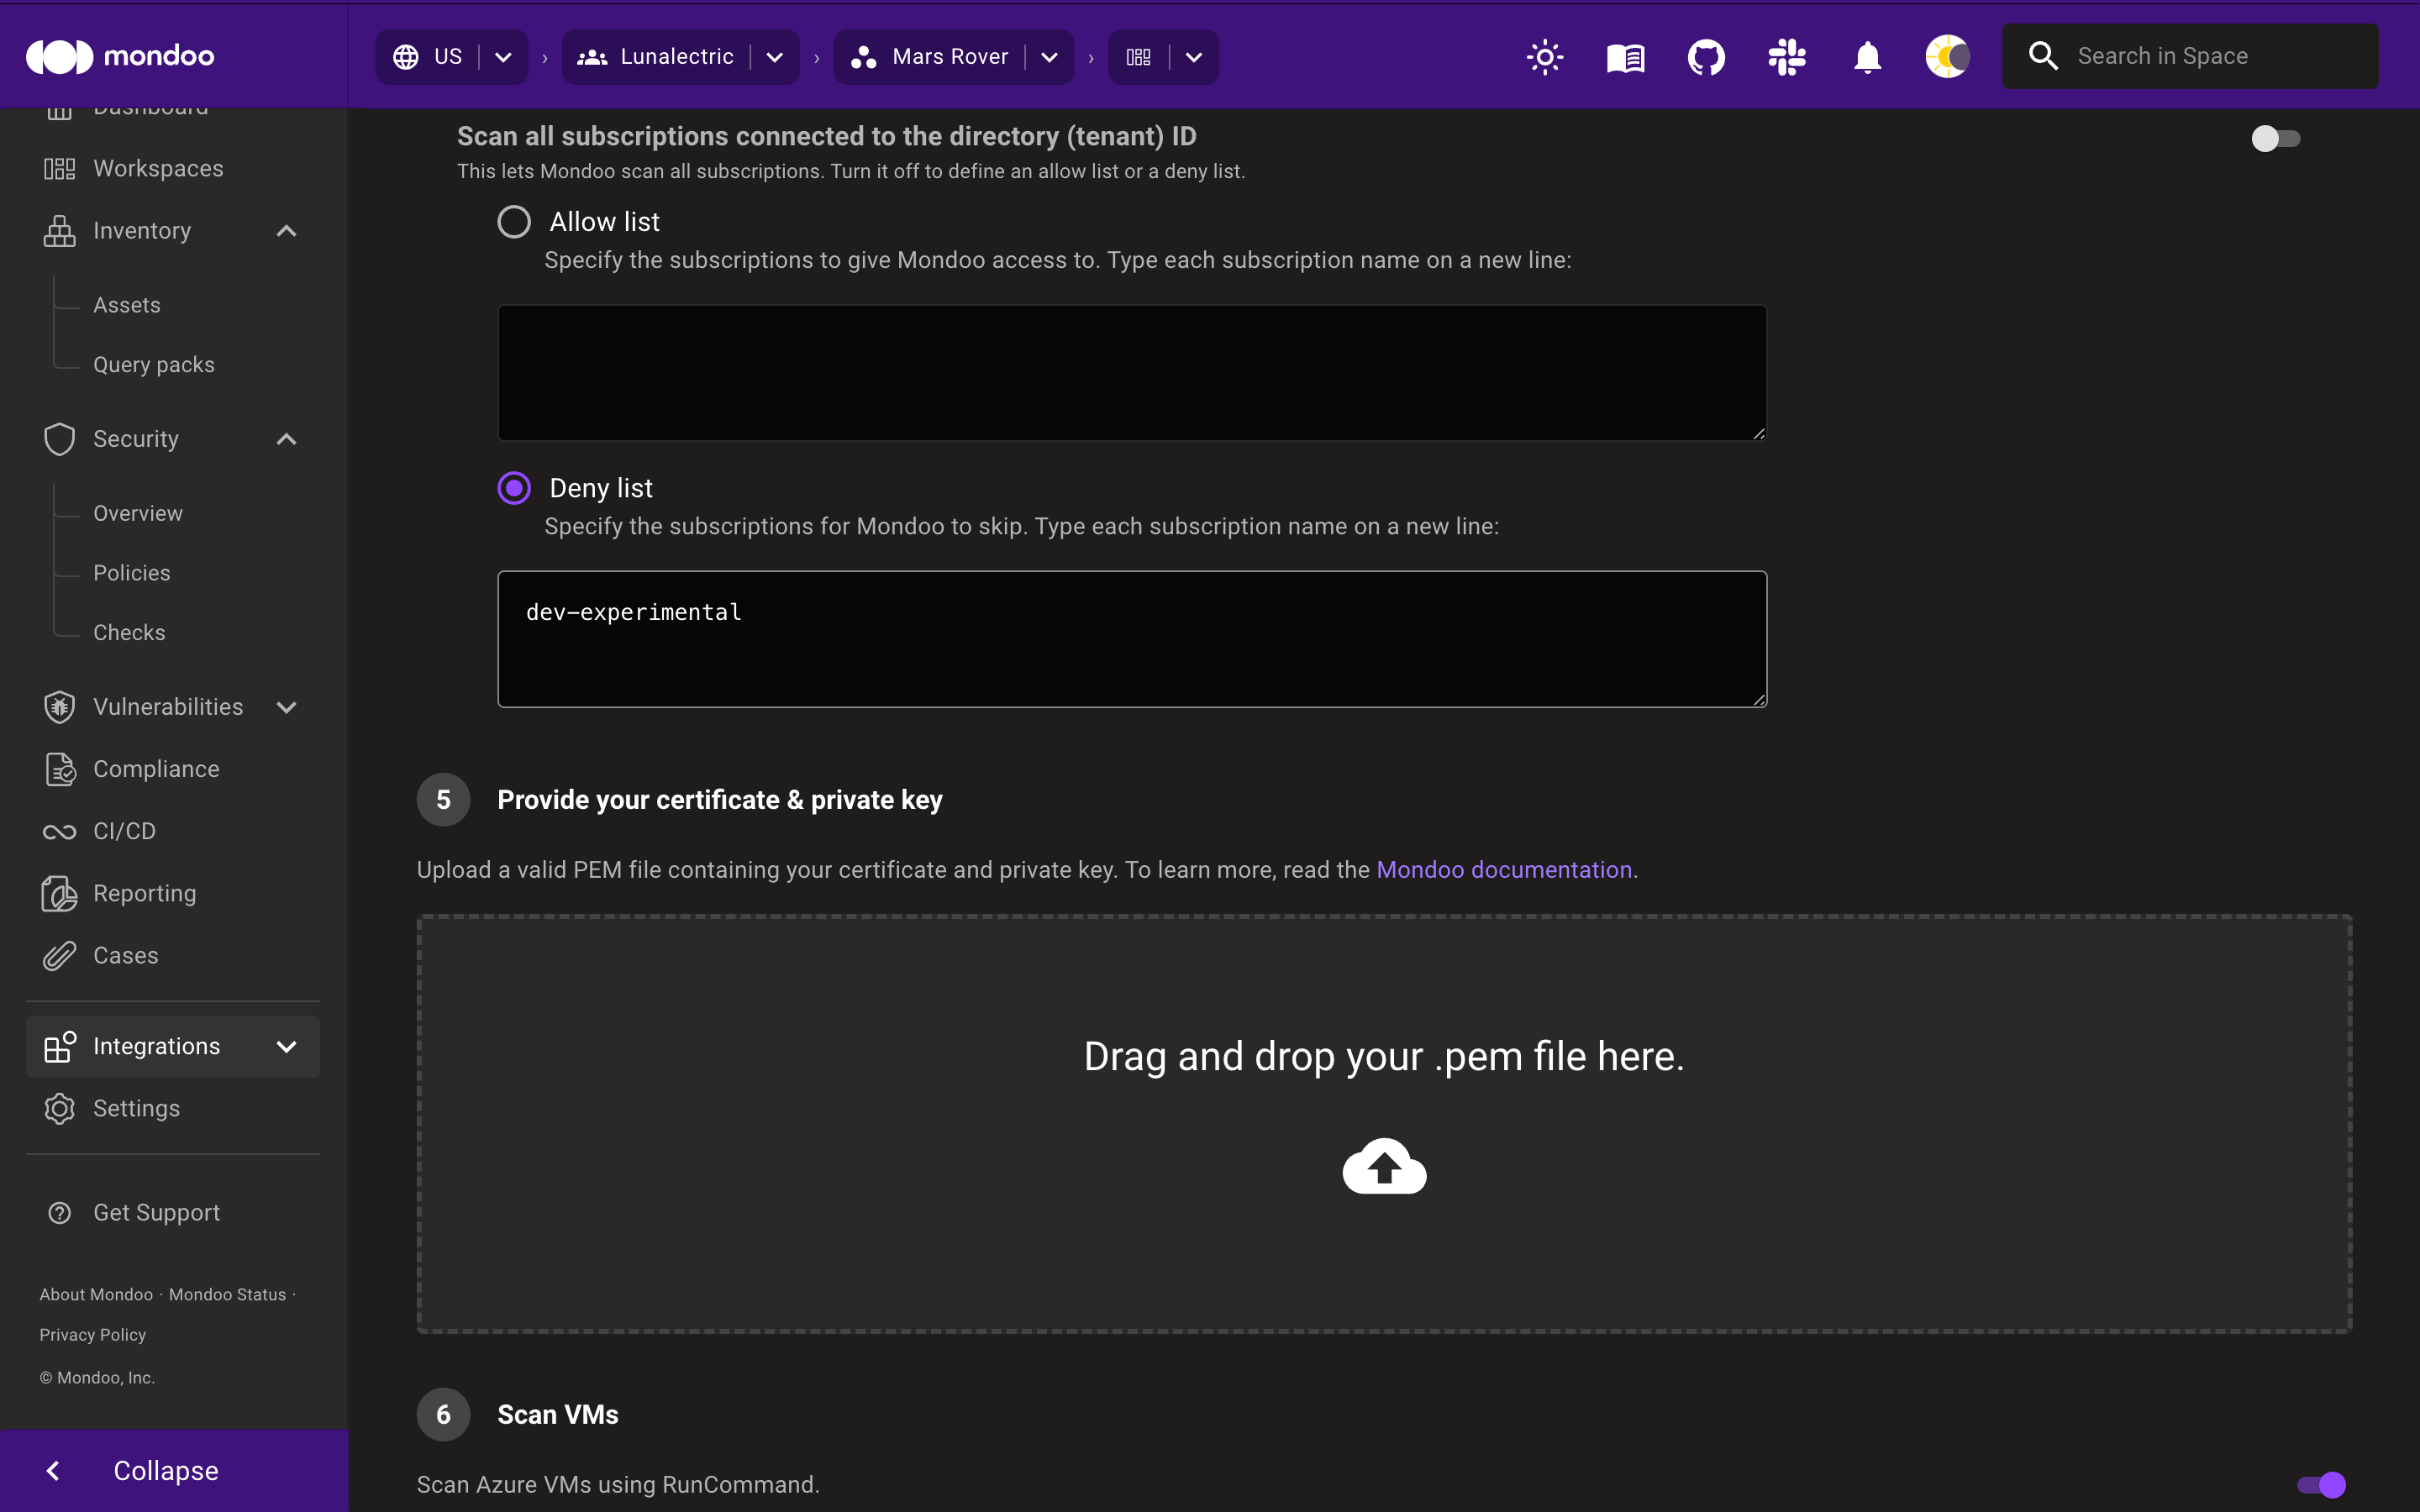 mondoo
US
Lunalectric
Mars Rover
Search in Space
Dashboard
Workspaces
Inventory
Assets
Query packs
Security
Overview
Policies
Checks
Vulnerabilities
Compliance
CI/CD
Reporting
Cases
Integrations
Settings
Get Support
About Mondoo · Mondoo Status ·
Privacy Policy
© Mondoo, Inc.
Collapse
Scan all subscriptions connected to the directory (tenant) ID
This lets Mondoo scan all subscriptions. Turn it off to define an allow list or a deny list.
Allow list
Specify the subscriptions to give Mondoo access to. Type each subscription name on a new line:
Deny list
Specify the subscriptions for Mondoo to skip. Type each subscription name on a new line:
dev-experimental
5 Provide your certificate & private key
Upload a valid PEM file containing your certificate and private key. To learn more, read the Mondoo documentation.
Drag and drop your .pem file here.
6 Scan VMs
Scan Azure VMs using RunCommand.